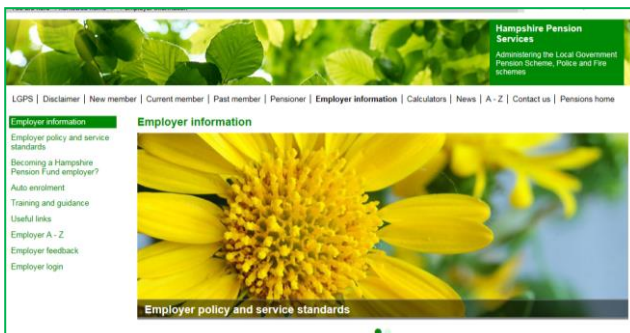 Hampshire Pension
Services
Administering the Local Government
Pension Scheme, Police and Fire
schemes
LGPS | Disclaimer | New member | Current member | Past member | Pensioner | Employer information | Calculators | News | A - Z | Contact us | Pensions home
Employer information
Employer policy and service
standards
Becoming a Hampshire
Pension Fund employer?
Auto enrolment
Training and guidance
Useful links
Employer A - Z
Employer feedback
Employer login
Employer information
Employer policy and service standards